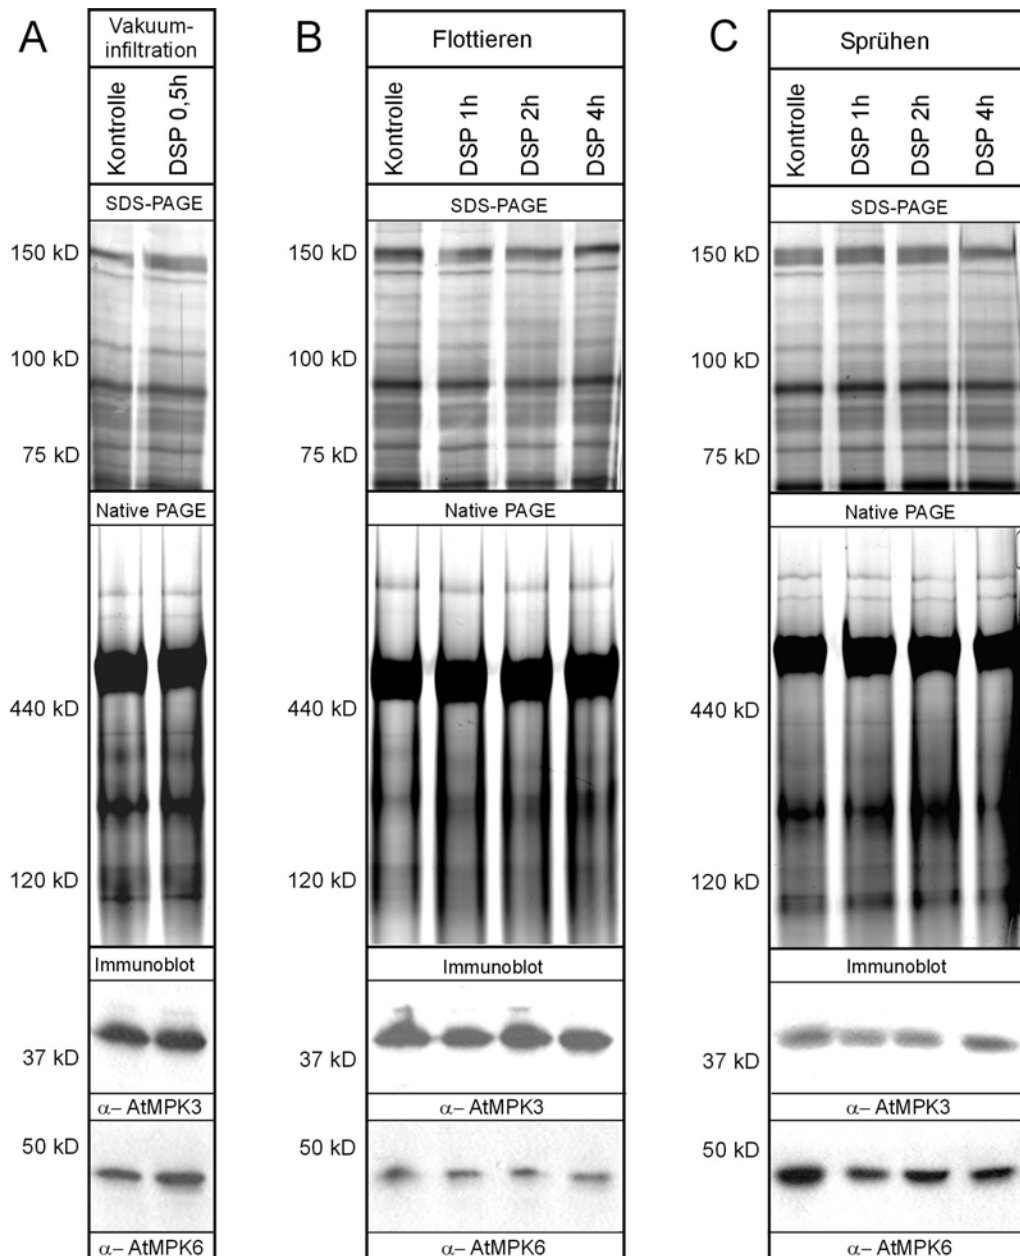 A
Vakuum-
infiltration
Kontrolle
DSP 0,5h
SDS-PAGE
150 kD
100 kD
75 kD
Native PAGE
440 kD
120 kD
Immunoblot
37 kD
α– AtMPK3
50 kD
α– AtMPK6
B
Flottieren
Kontrolle
DSP 1h
DSP 2h
DSP 4h
SDS-PAGE
150 kD
100 kD
75 kD
Native PAGE
440 kD
120 kD
Immunoblot
37 kD
α– AtMPK3
50 kD
α– AtMPK6
C
Sprühen
Kontrolle
DSP 1h
DSP 2h
DSP 4h
SDS-PAGE
150 kD
100 kD
75 kD
Native PAGE
440 kD
120 kD
Immunoblot
37 kD
α– AtMPK3
50 kD
α– AtMPK6